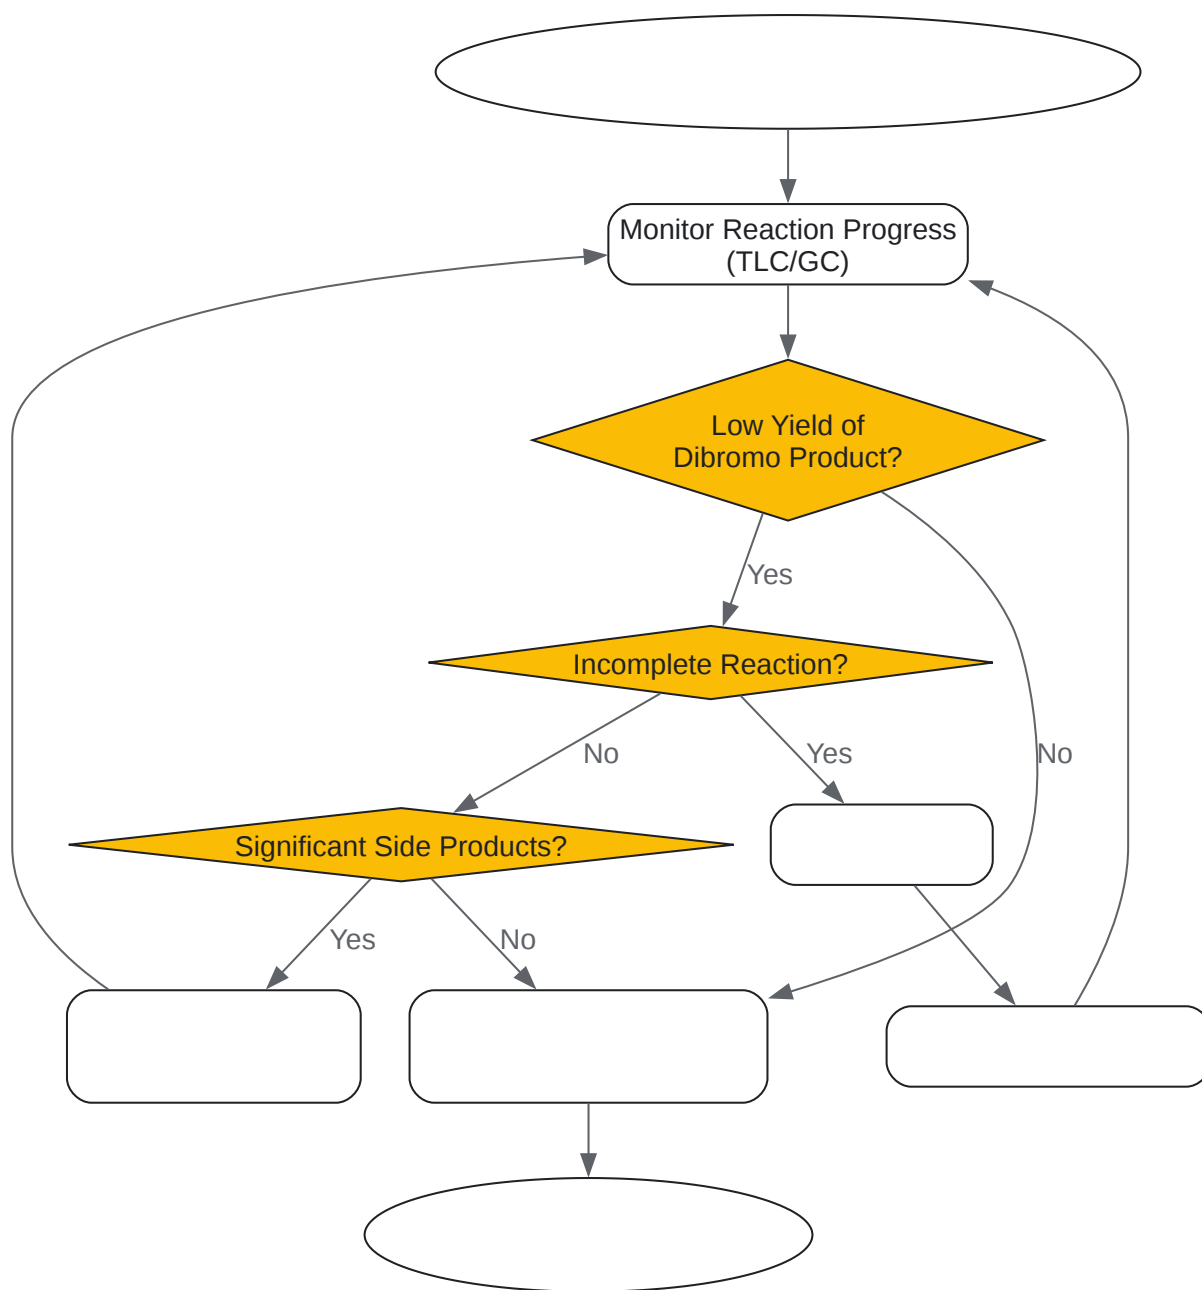 Monitor Reaction Progress
(TLC/GC)
Low Yield of
Dibromo Product?
Yes
Incomplete Reaction?
No
Yes
No
Significant Side Products?
Yes
No